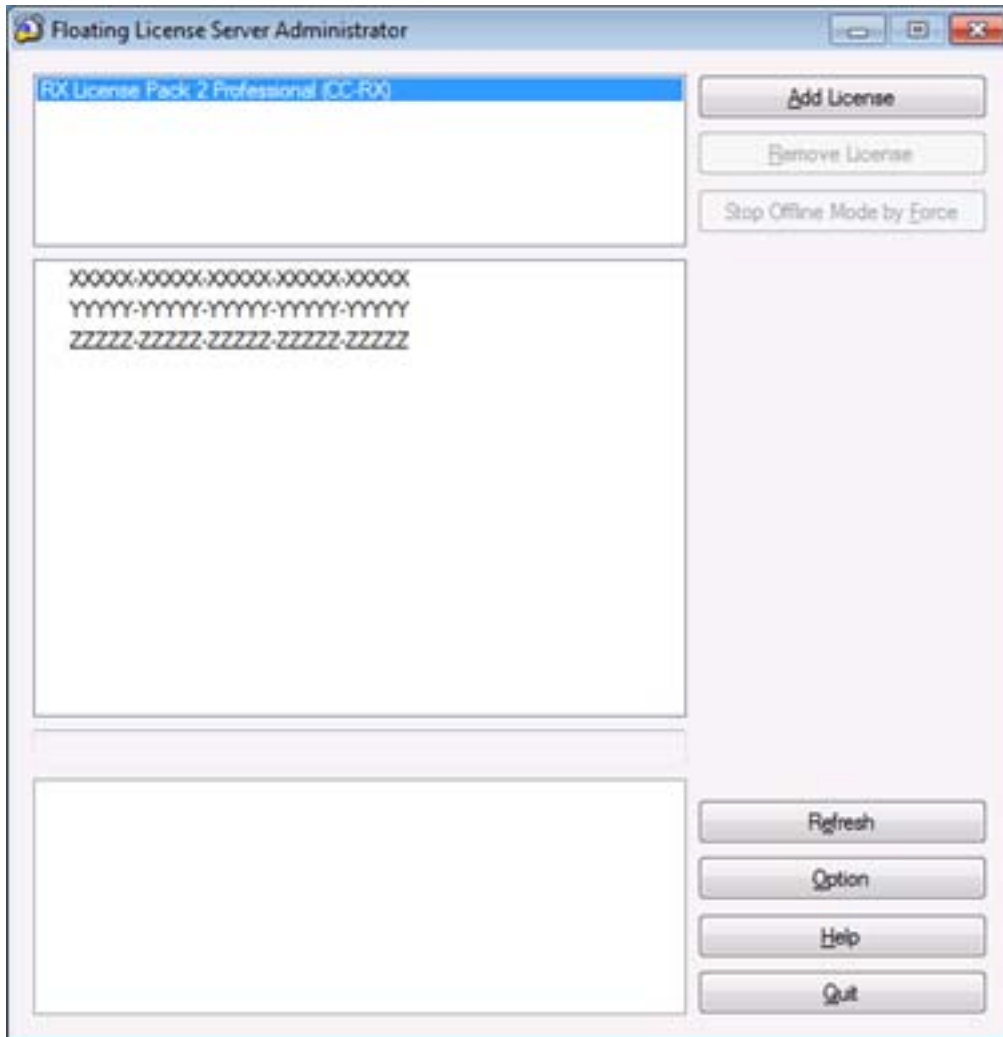 Floating License Server Administrator
RX License Pack 2 Professional (CC-RX)
Add License
Remove License
Stop Offline Mode by Force
XXXXX-XXXXX-XXXXX-XXXXX-XXXXX
YYYYY-YYYYY-YYYYY-YYYYY-YYYYY
ZZZZZ-ZZZZZ-ZZZZZ-ZZZZZ-ZZZZZ
Refresh
Option
Help
Quit